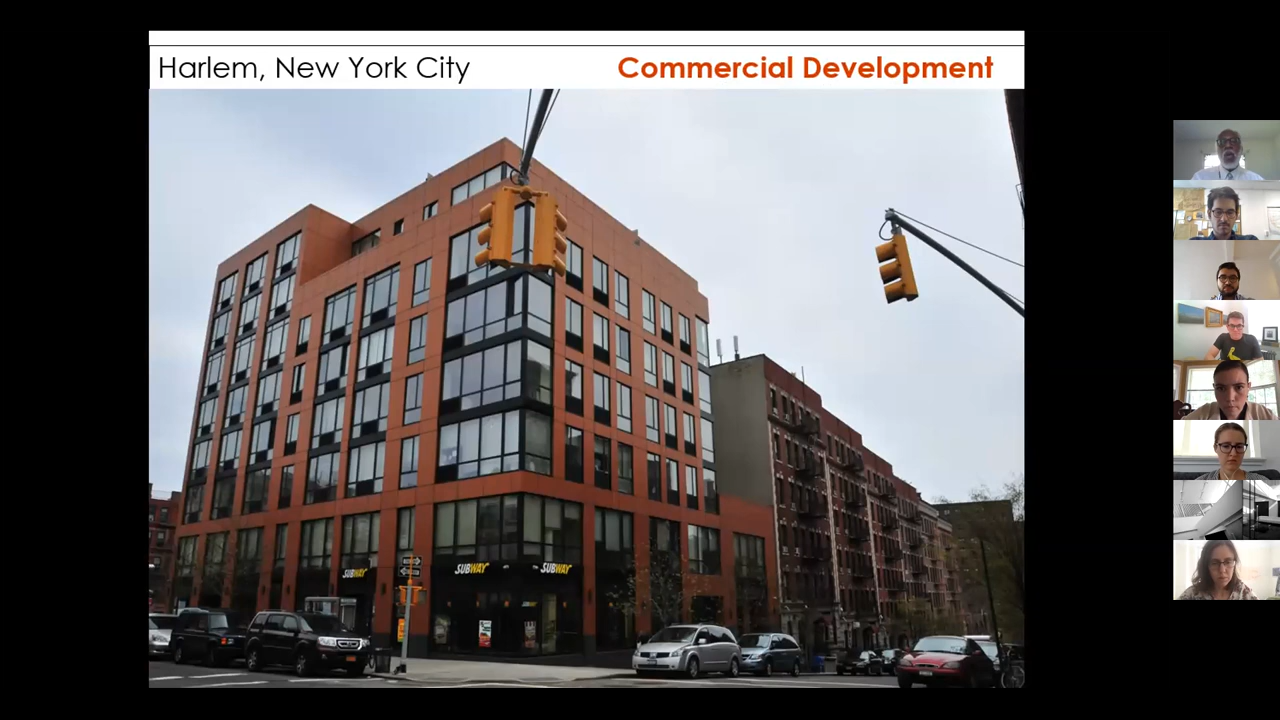 Harlem, New York City
Commercial Development
SUBWAY
SUBWAY
SUBWAY